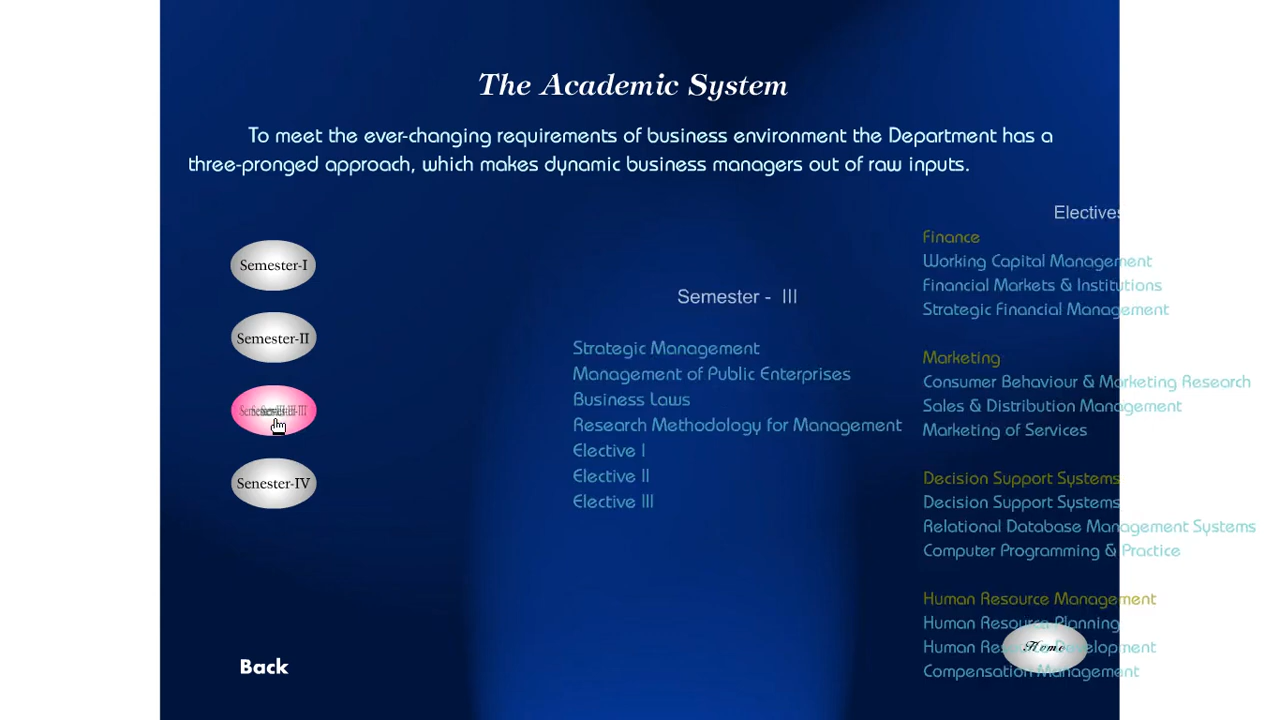 The Academic System
To meet the ever-changing requirements of business environment the Department has a
three-pronged approach, which makes dynamic business managers out of raw inputs.
Semester-I
Semester-II
Senester-IV
Back
Semester - III
Strategic Management
Management of Public Enterprises
Business Laws
Research Methodology for Management
Elective I
Elective II
Elective III
Electives
Finance
Working Capital Management
Financial Markets & Institutions
Strategic Financial Management
Marketing
Consumer Behaviour & Marketing Research
Sales & Distribution Management
Marketing of Services
Decision Support Systems
Decision Support Systems
Relational Database Management Systems
Computer Programming & Practice
Human Resource Management
Human Resource Planning
Human Resource Development
Compensation Management
Home